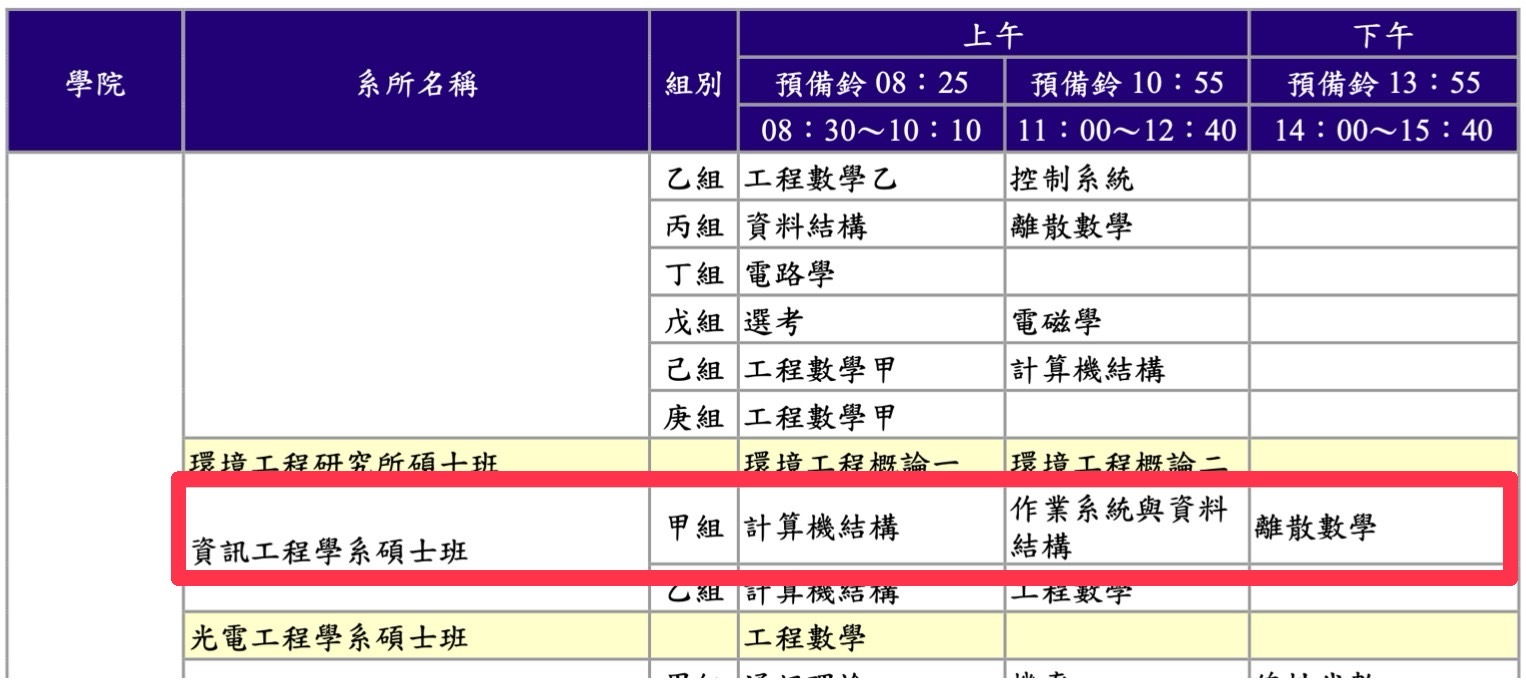 學院 系所名稱 組別 上午 下午
預備鈴 08：25 預備鈴 10：55 預備鈴 13：55
08：30～10：10 11：00～12：40 14：00～15：40
乙組 工程數學乙 控制系統
丙組 資料結構 離散數學
丁組 電路學
戊組 選考 電磁學
己組 工程數學甲 計算機結構
庚組 工程數學甲
環境工程研究所碩士班 環境工程概論一 環境工程概論二
資訊工程學系碩士班 甲組 計算機結構 作業系統與資料
結構 離散數學
乙組 計算機結構 工程數學
光電工程學系碩士班 工程數學